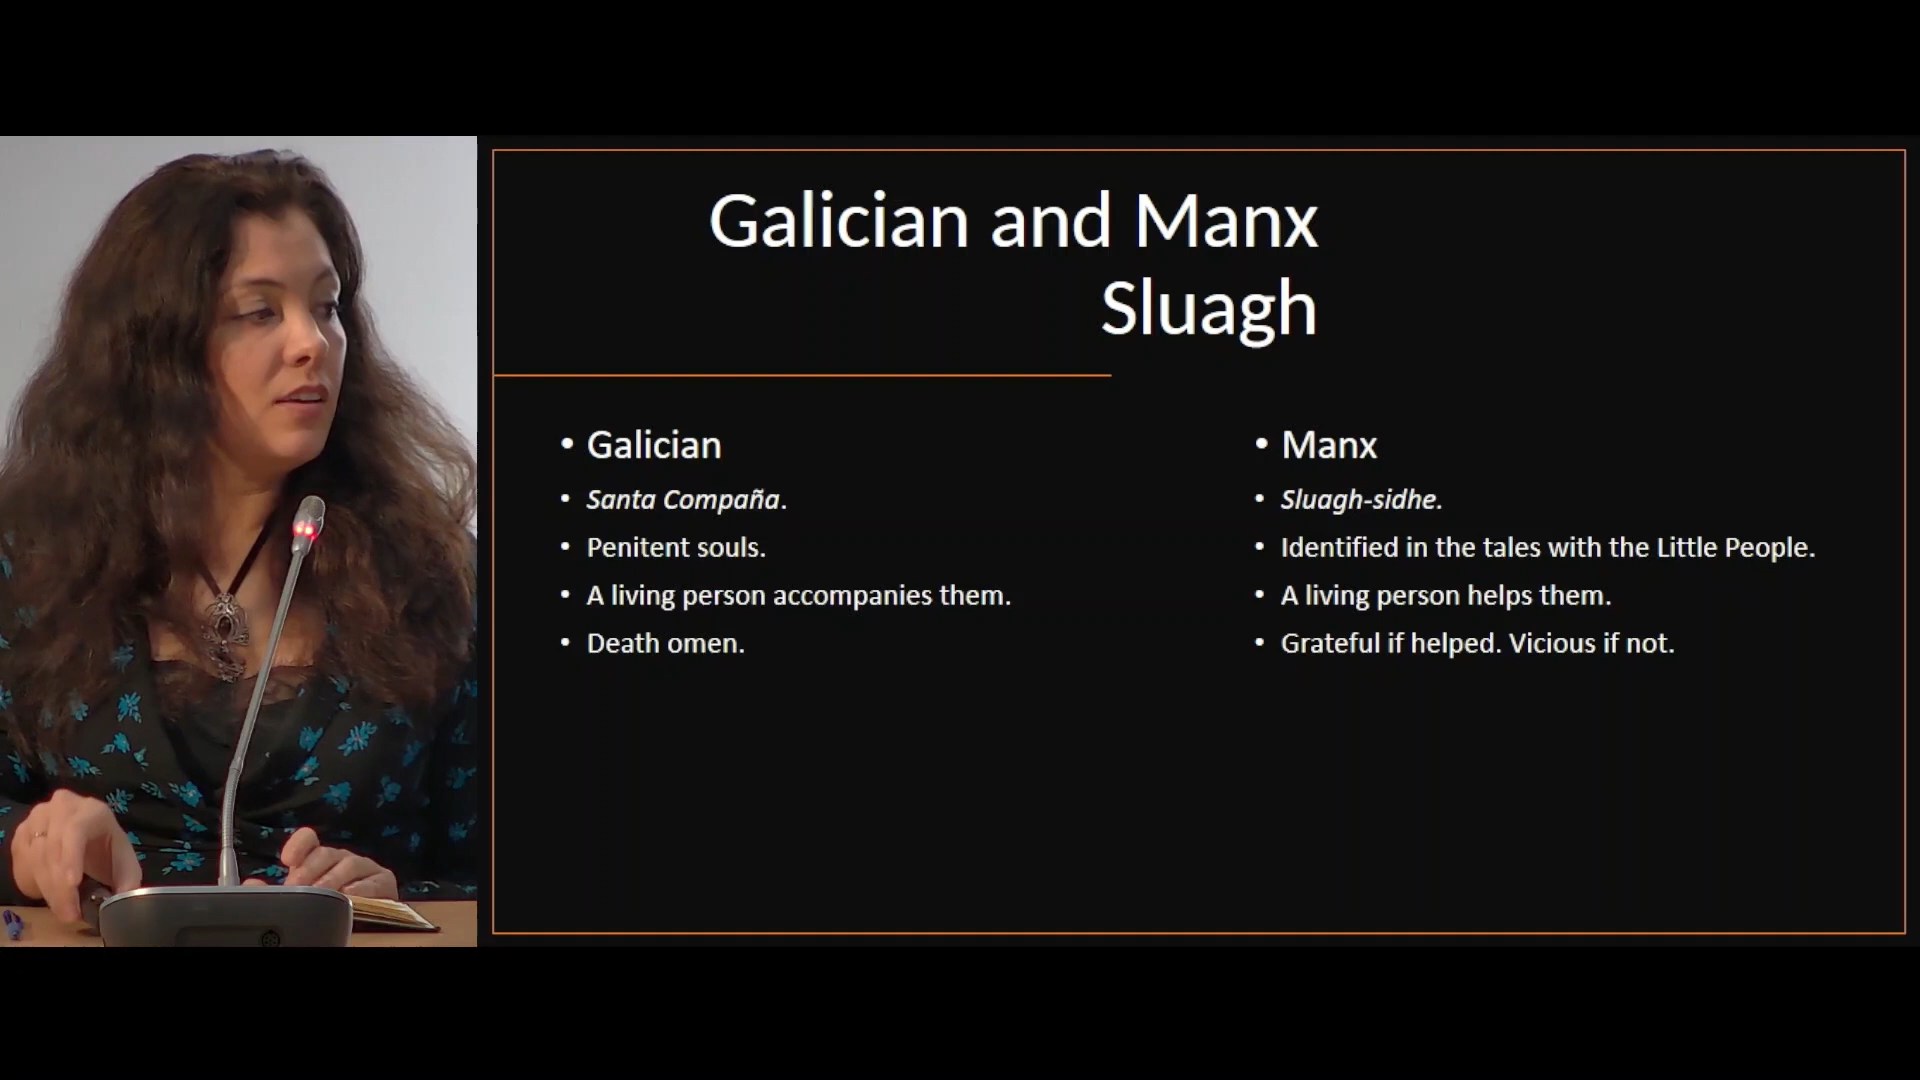 Galician and Manx
Sluagh
• Galician
• Santa Compaña.
• Penitent souls.
• A living person accompanies them.
• Death omen.
• Manx
• Sluagh-sidhe.
• Identified in the tales with the Little People.
• A living person helps them.
• Grateful if helped. Vicious if not.